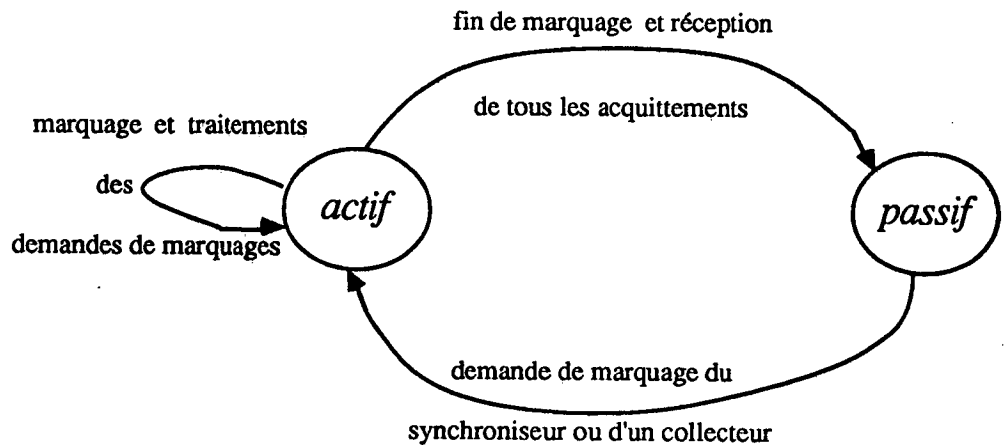 fin de marquage et réception
de tous les acquittements
marquage et traitements
des
demandes de marquages
actif
passif
demande de marquage du
synchroniseur ou d'un collecteur